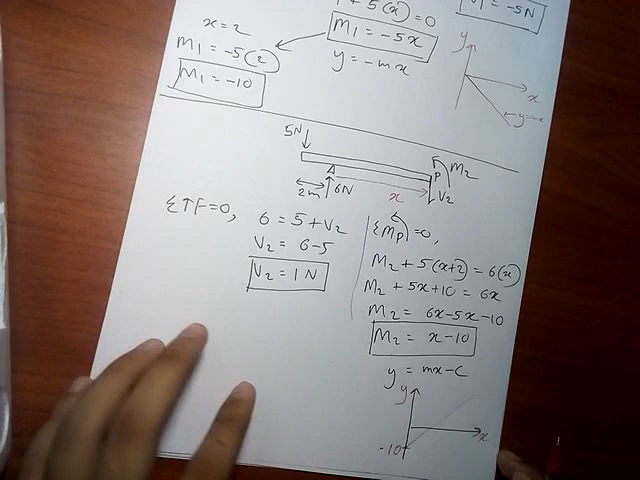 x = 2
M1 = -5(2)
M1 = -10
+ 5(x) = 0
M1 = -5x
y = -mx
= -5N
y
x
5N
2m
6N
x
P
M2
V2
Σ↑F=0,
6 = 5+V2
V2 = 6-5
V2 = 1 N
ΣMP = 0,
M2 + 5(x+2) = 6(x)
M2 + 5x+10 = 6x
M2 = 6x-5x-10
M2 = x-10
y = mx-C
y
x
-10